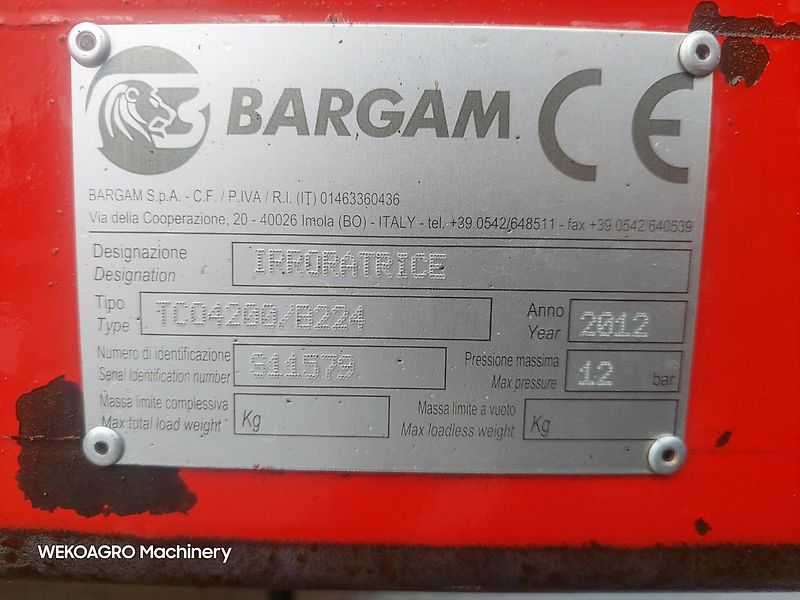 BARGAM CE
BARGAM S.p.A. - C.F. / P.IVA / R.I. (IT) 01463360436
Via della Cooperazione, 20 - 40026 Imola (BO) - ITALY - tel. +39 0542/648511 - fax +39 0542/640539
Designazione
Designation
IRRORATRICE
Tipo
Type
TCO4200/B224
Anno
Year
2012
Numero di identificazione
Serial Identification number
S11579
Pressione massima
Max pressure
12 bar
Massa limite complessiva
Max total load weight
Kg
Massa limite a vuoto
Max loadless weight
Kg
WEKOAGRO Machinery